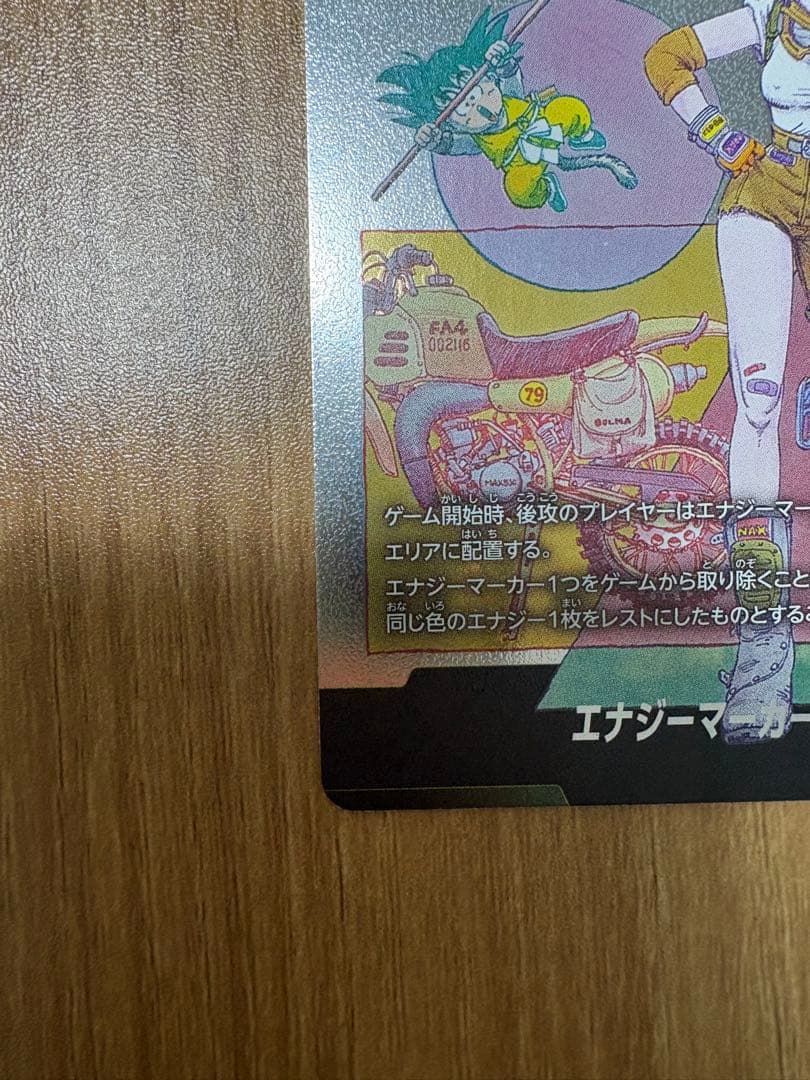 FA4
002116
79
BULMA
MAX530
ゲーム開始時、後攻のプレイヤーはエナジーマー
エリアに配置する。
エナジーマーカー1つをゲームから取り除くこと
同じ色のエナジー1枚をレストにしたものとする。
NAX
エナジーマーカー